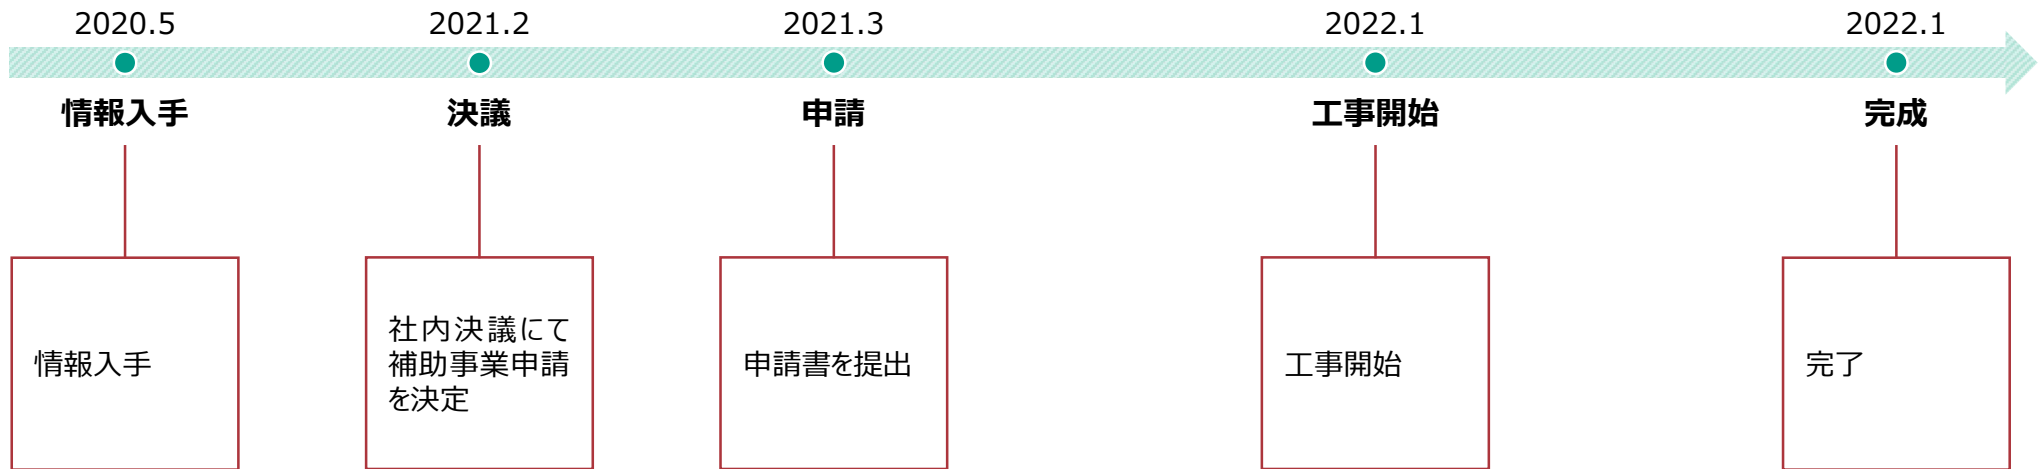 2020.5
2021.2
2021.3
2022.1
2022.1
情報入手
決議
申請
工事開始
完成
情報入手
社内決議にて
補助事業申請
を決定
申請書を提出
工事開始
完了